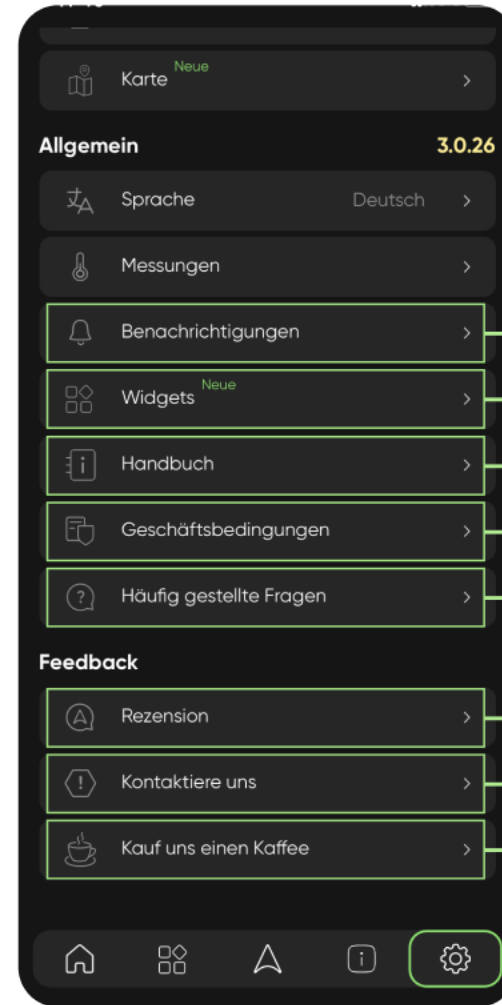 Karte Neue
Allgemein 3.0.26
Sprache Deutsch
Messungen
Benachrichtigungen
Widgets Neue
Handbuch
Geschäftsbedingungen
Häufig gestellte Fragen
Feedback
Rezension
Kontaktiere uns
Kauf uns einen Kaffee